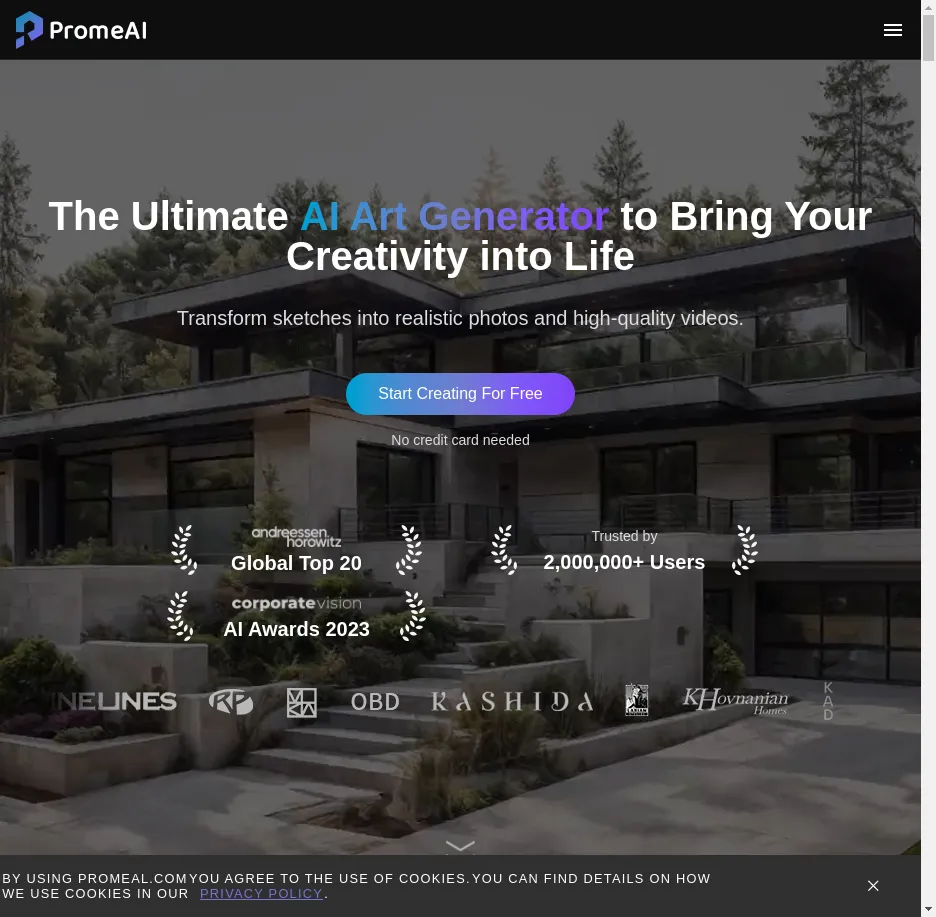 PromeAI
The Ultimate AI Art Generator to Bring Your
Creativity into Life
Transform sketches into realistic photos and high-quality videos.
Start Creating For Free
No credit card needed
andreessen.
horowitz
Global Top 20
Trusted by
2,000,000+ Users
corporatevision
AI Awards 2023
NELINES
OBD
KASHIDA
KHovnanian
Homes
K
A
D
BY USING PROMEAI.COMYOU AGREE TO THE USE OF COOKIES.YOU CAN FIND DETAILS ON HOW
WE USE COOKIES IN OUR PRIVACY POLICY.